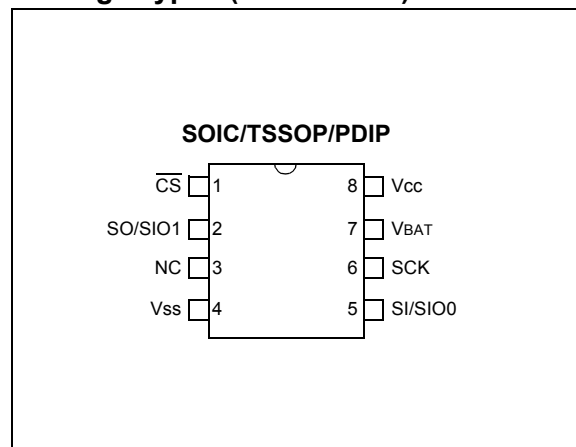 SOIC/TSSOP/PDIP
C̅S̅ 1 8 Vcc
SO/SIO1 2 7 VBAT
NC 3 6 SCK
Vss 4 5 SI/SIO0